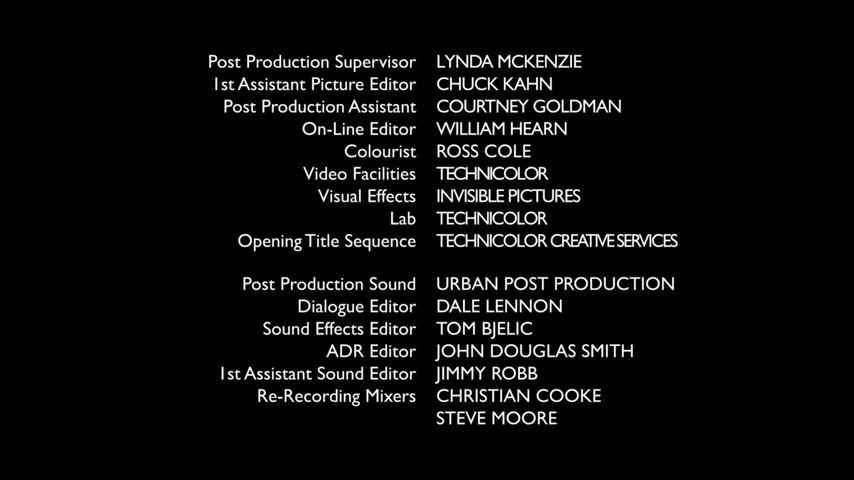 Post Production Supervisor LYNDA MCKENZIE
1st Assistant Picture Editor CHUCK KAHN
Post Production Assistant COURTNEY GOLDMAN
On-Line Editor WILLIAM HEARN
Colourist ROSS COLE
Video Facilities TECHNICOLOR
Visual Effects INVISIBLE PICTURES
Lab TECHNICOLOR
Opening Title Sequence TECHNICOLOR CREATIVE SERVICES
Post Production Sound URBAN POST PRODUCTION
Dialogue Editor DALE LENNON
Sound Effects Editor TOM BJELIC
ADR Editor JOHN DOUGLAS SMITH
1st Assistant Sound Editor JIMMY ROBB
Re-Recording Mixers CHRISTIAN COOKE
STEVE MOORE